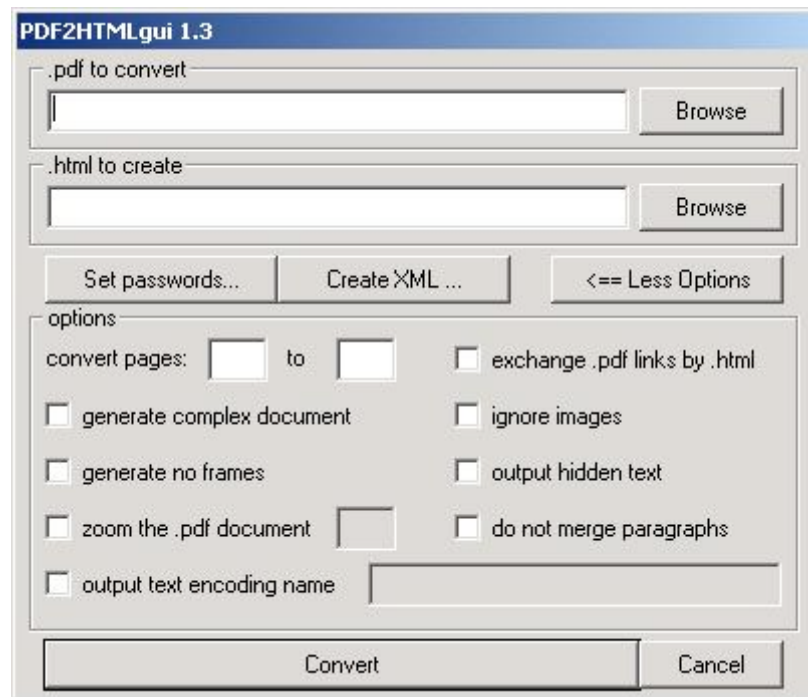 PDF2HTMLgui 1.3
.pdf to convert
Browse
.html to create
Browse
Set passwords... Create XML ... <== Less Options
options
convert pages: to exchange .pdf links by .html
generate complex document ignore images
generate no frames output hidden text
zoom the .pdf document do not merge paragraphs
output text encoding name
Convert Cancel